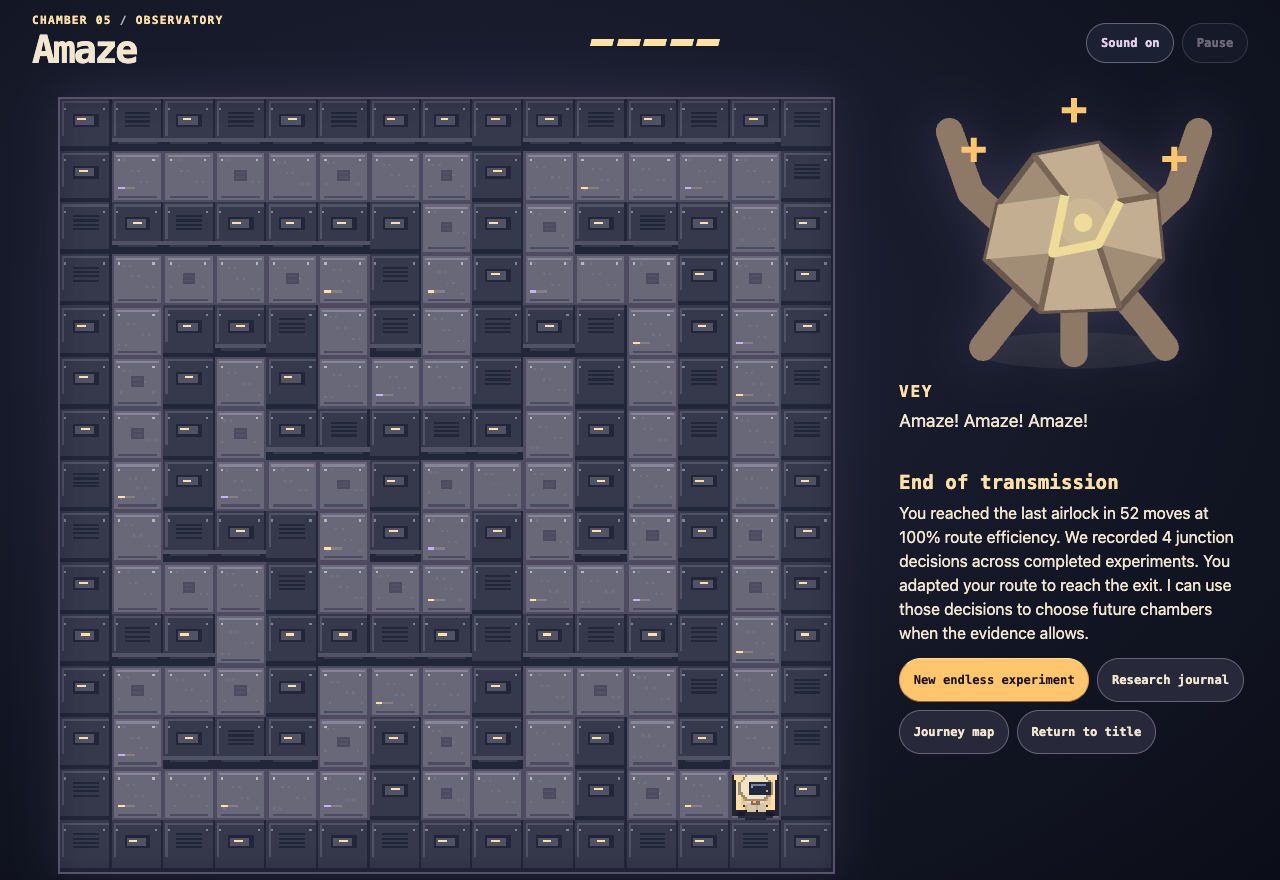 CHAMBER 05 / OBSERVATORY
Amaze
Sound on
Pause
VEY
Amaze! Amaze! Amaze!
End of transmission
You reached the last airlock in 52 moves at
100% route efficiency. We recorded 4 junction
decisions across completed experiments. You
adapted your route to reach the exit. I can use
those decisions to choose future chambers
when the evidence allows.
New endless experiment
Research journal
Journey map
Return to title